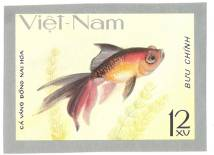 Việt-Nam
BƯU CHÍNH
CÁ VÀNG ĐỒNG NAI HOA
12
XU